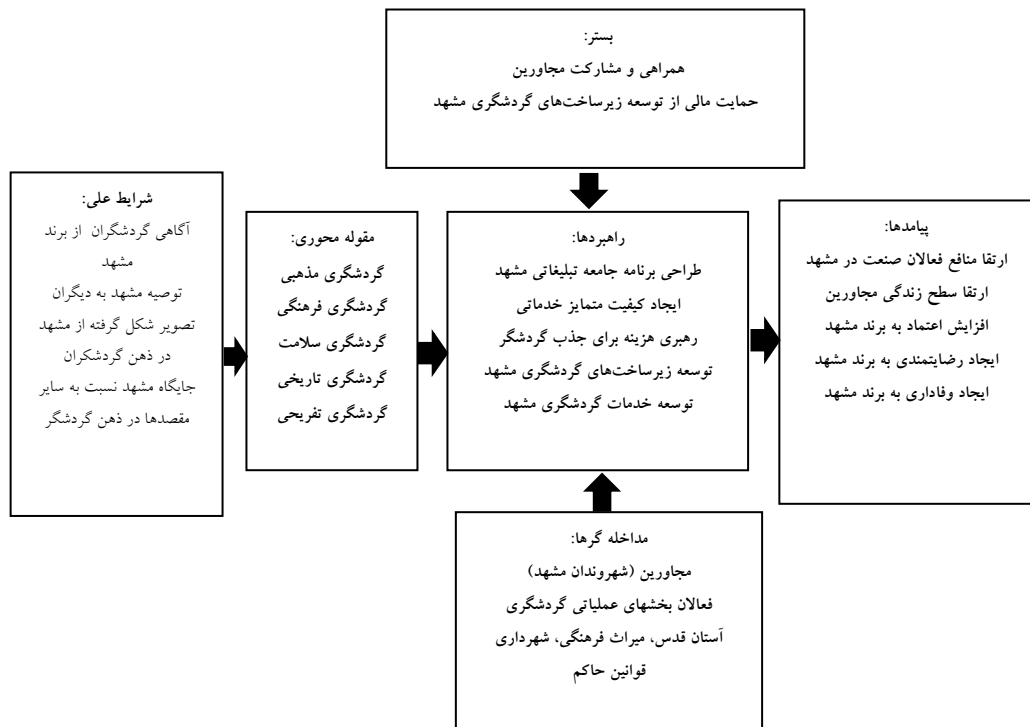 بستر:
همراهی و مشارکت مجاورین
حمایت مالی از توسعه زیرساخت‌های گردشگری مشهد
شرایط علی:
آگاهی گردشگران از برند
مشهد
توصیه مشهد به دیگران
تصویر شکل گرفته از مشهد
در ذهن گردشکران
جایگاه مشهد نسبت به سایر
مقصدها در ذهن گردشگر
مقوله محوری:
گردشگری مذهبی
گردشگری فرهنگی
گردشگری سلامت
گردشگری تاریخی
گردشگری تفریحی
راهبردها:
طراحی برنامه جامعه تبلیغاتی مشهد
ایجاد کیفیت متمایز خدماتی
رهبری هزینه برای جذب گردشگر
توسعه زیرساخت‌های گردشگری مشهد
توسعه خدمات گردشگری مشهد
پیامدها:
ارتقا منافع فعالان صنعت در مشهد
ارتقا سطح زندگی مجاورین
افزایش اعتماد به برند مشهد
ایجاد رضایتمندی به برند مشهد
ایجاد وفاداری به برند مشهد
مداخله گرها:
مجاورین (شهروندان مشهد)
فعالان بخشهای عملیاتی گردشگری
آستان قدس، میراث فرهنگی، شهرداری
قوانین حاکم